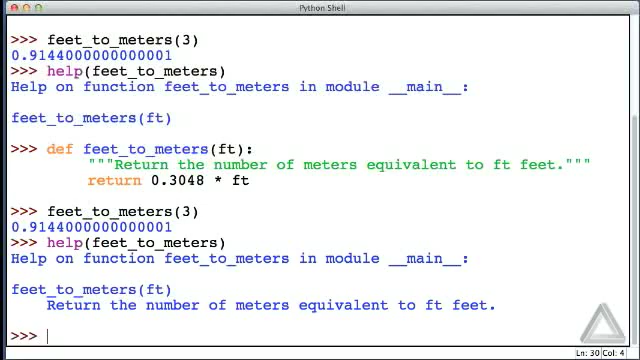 Python Shell
>>> feet_to_meters(3)
0.9144000000000001
>>> help(feet_to_meters)
Help on function feet_to_meters in module __main__:
feet_to_meters(ft)
>>> def feet_to_meters(ft):
"""Return the number of meters equivalent to ft feet."""
return 0.3048 * ft
>>> feet_to_meters(3)
0.9144000000000001
>>> help(feet_to_meters)
Help on function feet_to_meters in module __main__:
feet_to_meters(ft)
Return the number of meters equivalent to ft feet.
>>>
Ln: 30 Col: 4